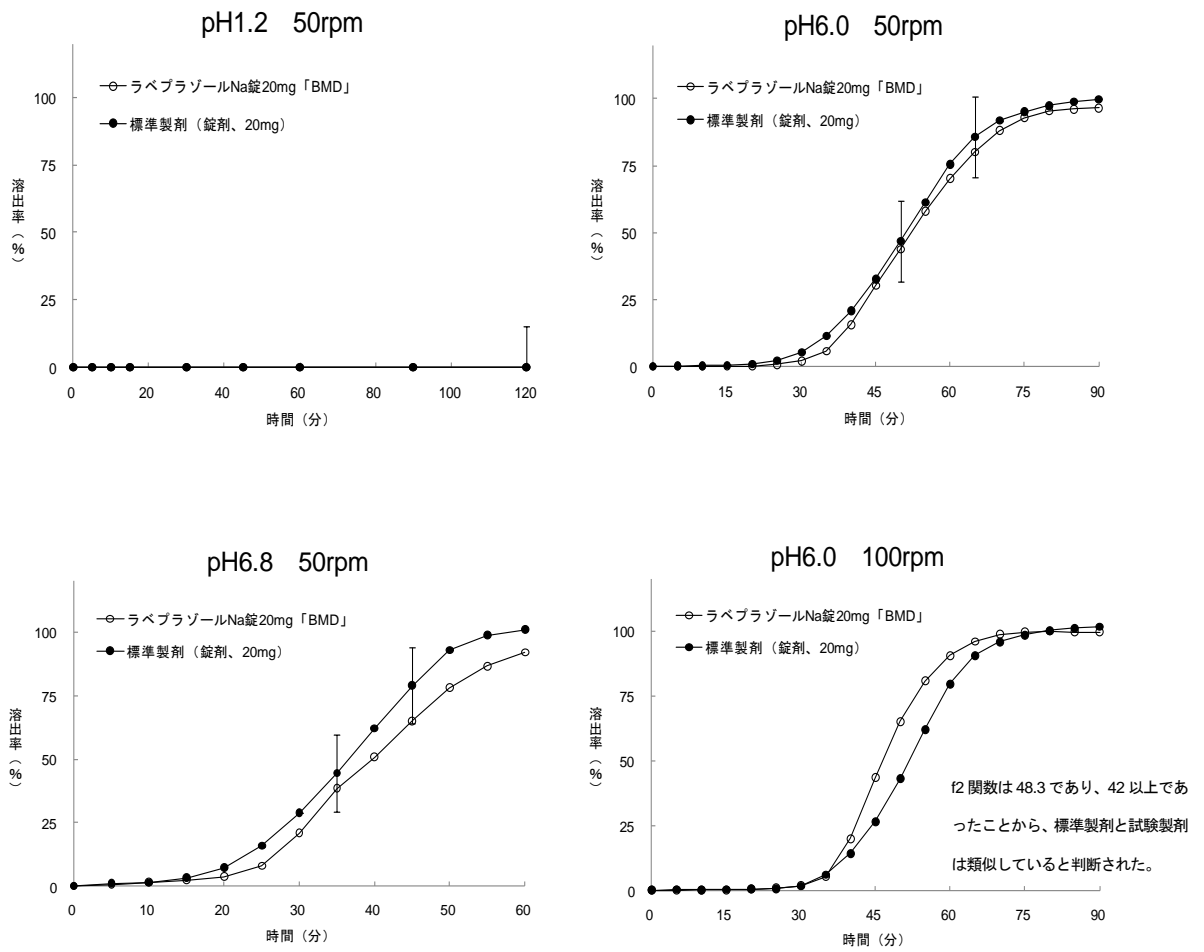 pH1.2 50rpm
ラベプラゾールNa錠20mg「BMD」
標準製剤（錠剤、20mg）
溶出率（%）
100
75
50
25
0
0
20
40
60
80
100
120
時間（分）
pH6.0 50rpm
ラベプラゾールNa錠20mg「BMD」
標準製剤（錠剤、20mg）
溶出率（%）
100
75
50
25
0
0
15
30
45
60
75
90
時間（分）
pH6.8 50rpm
ラベプラゾールNa錠20mg「BMD」
標準製剤（錠剤、20mg）
溶出率（%）
100
75
50
25
0
0
10
20
30
40
50
60
時間（分）
pH6.0 100rpm
ラベプラゾールNa錠20mg「BMD」
標準製剤（錠剤、20mg）
溶出率（%）
100
75
50
25
0
0
15
30
45
60
75
90
時間（分）
f2 関数は 48.3 であり、42 以上であ
ったことから、標準製剤と試験製剤
は類似していると判断された。